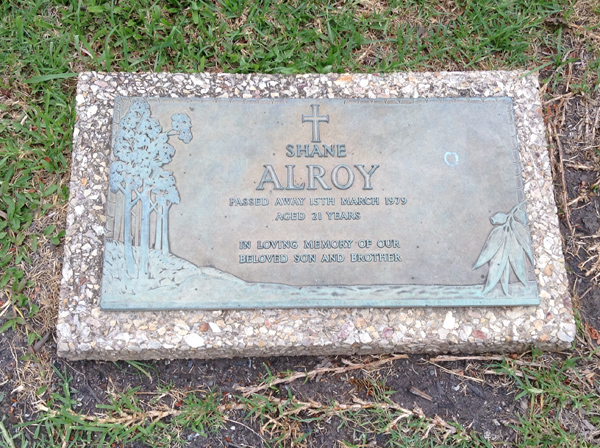 SHANE
ALROY
PASSED AWAY 15TH MARCH 1979
AGED 21 YEARS
IN LOVING MEMORY OF OUR
BELOVED SON AND BROTHER